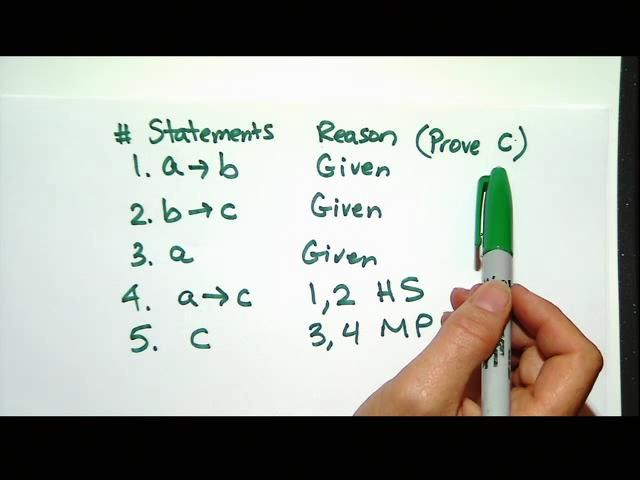 # Statements Reason (Prove c.)
1. a → b Given
2. b → c Given
3. a Given
4. a → c 1,2 HS
5. c 3,4 MP